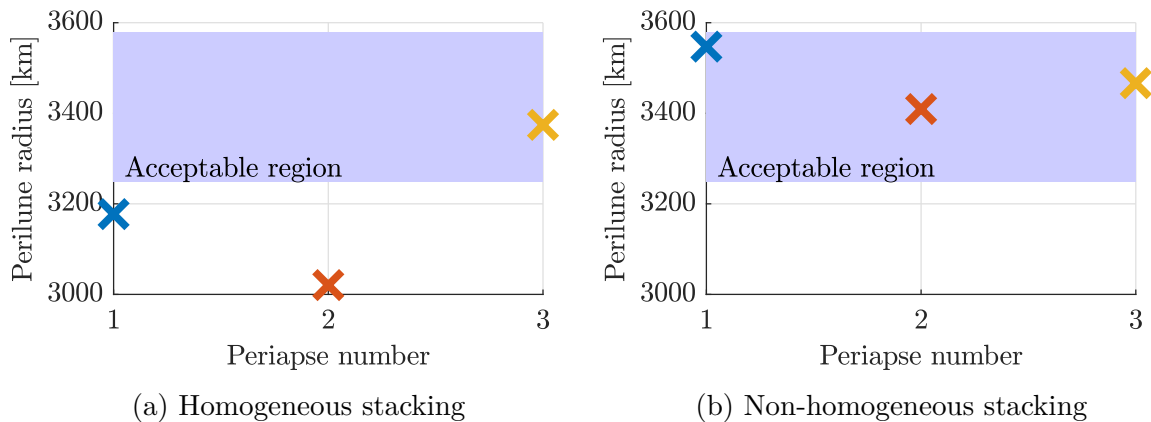 3600
3400
3200
3000
Perilune radius [km]
Acceptable region
1
2
3
Periapse number
(a) Homogeneous stacking
3600
3400
3200
3000
Perilune radius [km]
Acceptable region
1
2
3
Periapse number
(b) Non-homogeneous stacking